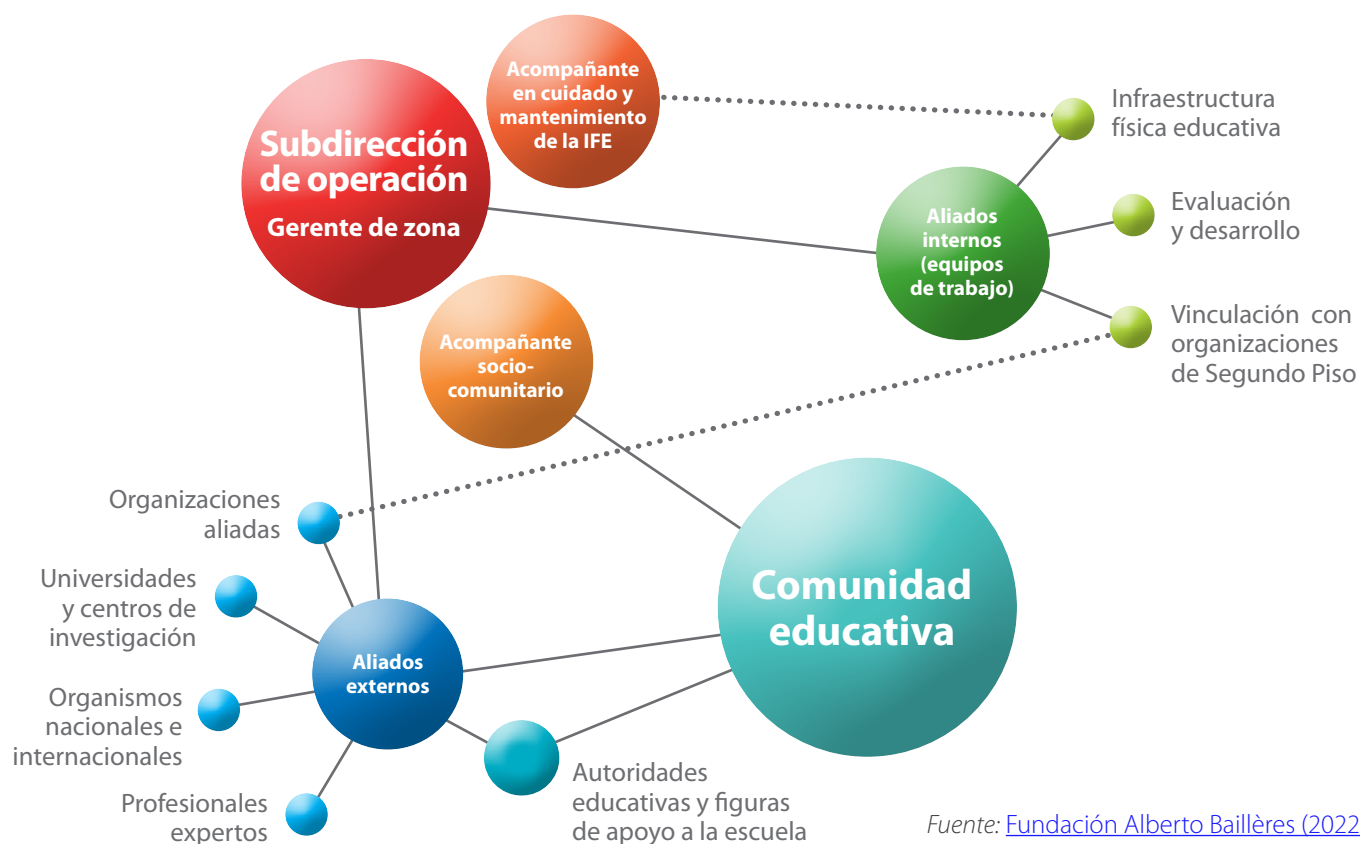 Acompañante
en cuidado y
mantenimiento
de la IFE
Subdirección
de operación
Gerente de zona
Infraestructura
física educativa
Aliados
internos
(equipos
de trabajo)
Evaluación
y desarrollo
Vinculación con
organizaciones
de Segundo Piso
Acompañante
socio-
comunitario
Organizaciones
aliadas
Universidades
y centros de
investigación
Comunidad
educativa
Aliados
externos
Organismos
nacionales e
internacionales
Profesionales
expertos
Autoridades
educativas y figuras
de apoyo a la escuela
Fuente: Fundación Alberto Baillères (2022